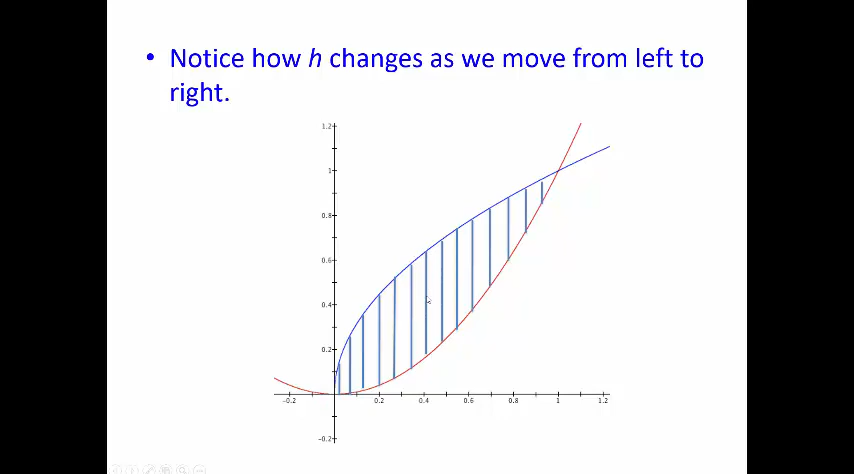 • Notice how h changes as we move from left to
right.
1.2
1
0.8
0.6
0.4
0.2
-0.2 0.2 0.4 0.6 0.8 1 1.2
-0.2